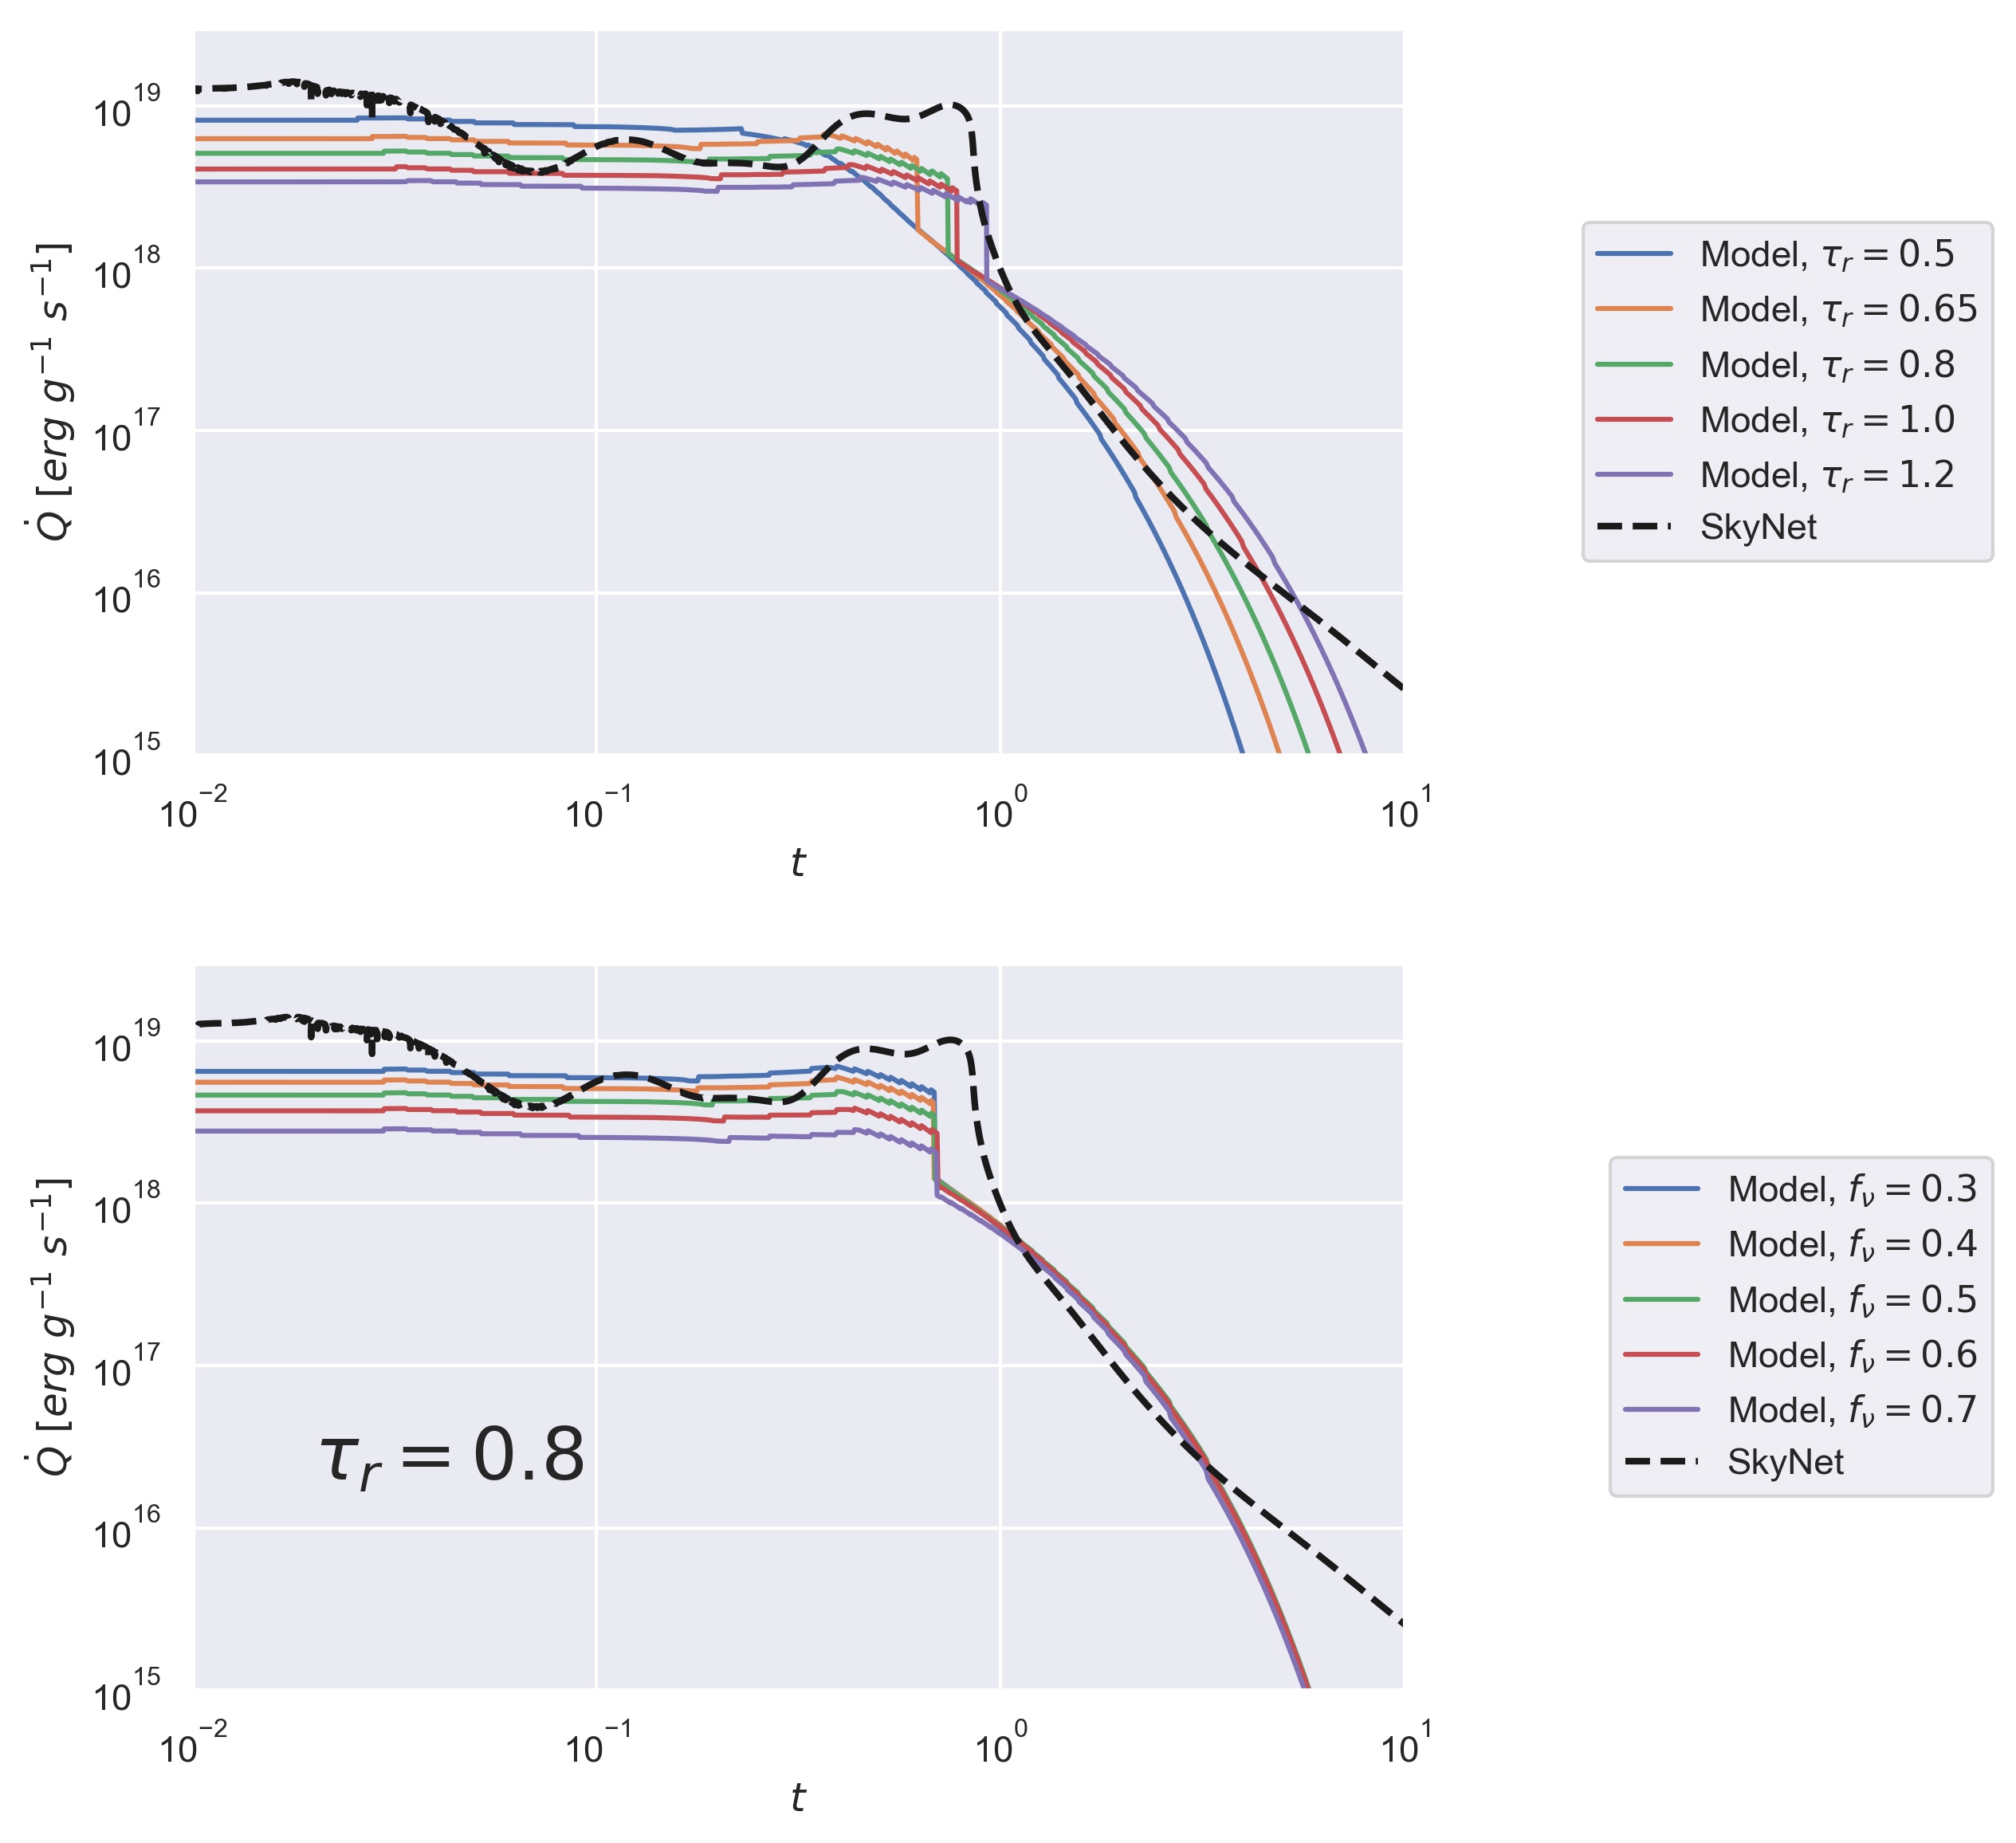 10^19
10^18
10^17
10^16
10^15
Q̇ [erg g^−1 s^−1]
10^−2
10^−1
10^0
10^1
t
Model, τ_r = 0.5
Model, τ_r = 0.65
Model, τ_r = 0.8
Model, τ_r = 1.0
Model, τ_r = 1.2
SkyNet
10^19
10^18
10^17
10^16
10^15
Q̇ [erg g^−1 s^−1]
τ_r = 0.8
10^−2
10^−1
10^0
10^1
t
Model, f_ν = 0.3
Model, f_ν = 0.4
Model, f_ν = 0.5
Model, f_ν = 0.6
Model, f_ν = 0.7
SkyNet